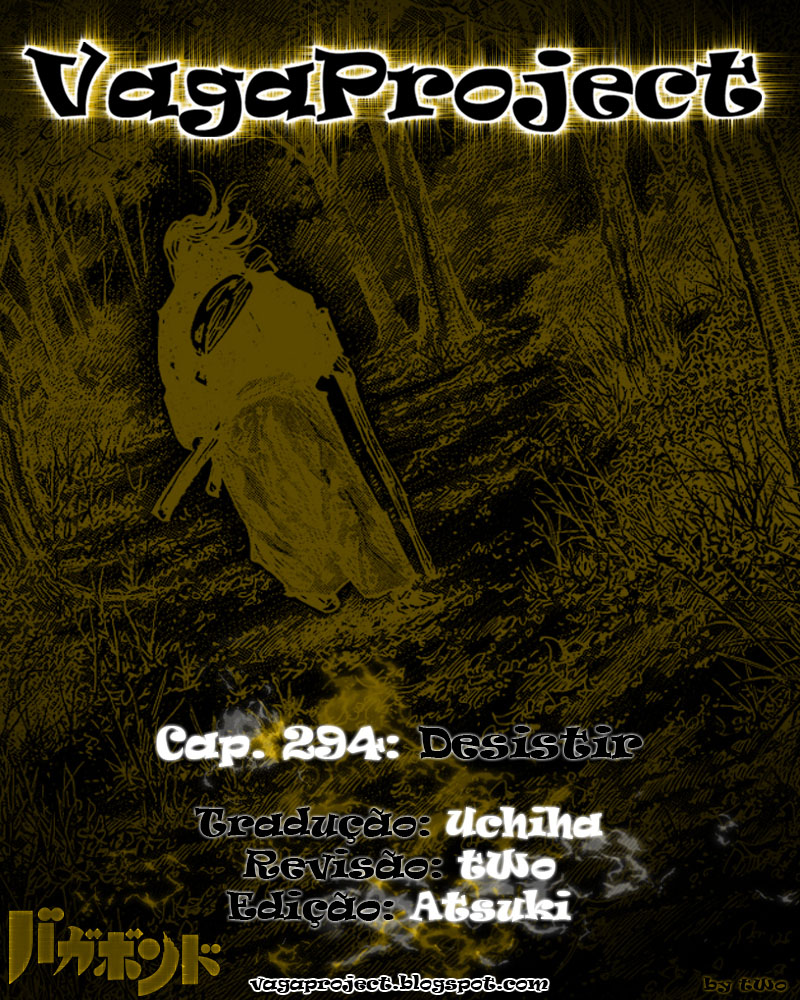 VagaProject
Cap. 294: Desistir
Tradução: Uchiha
Revisão: tWo
Edição: Atsuki
バガボンド
vagaproject.blogspot.com
by tWo